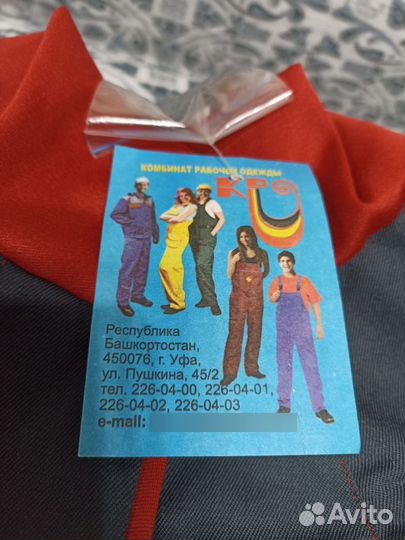 КОМБИНАТ РАБОЧЕЙ ОДЕЖДЫ
КРО
Республика
Башкортостан,
450076, г. Уфа,
ул. Пушкина, 45/2
тел. 226-04-00, 226-04-01,
226-04-02, 226-04-03
e-mail:
Avito